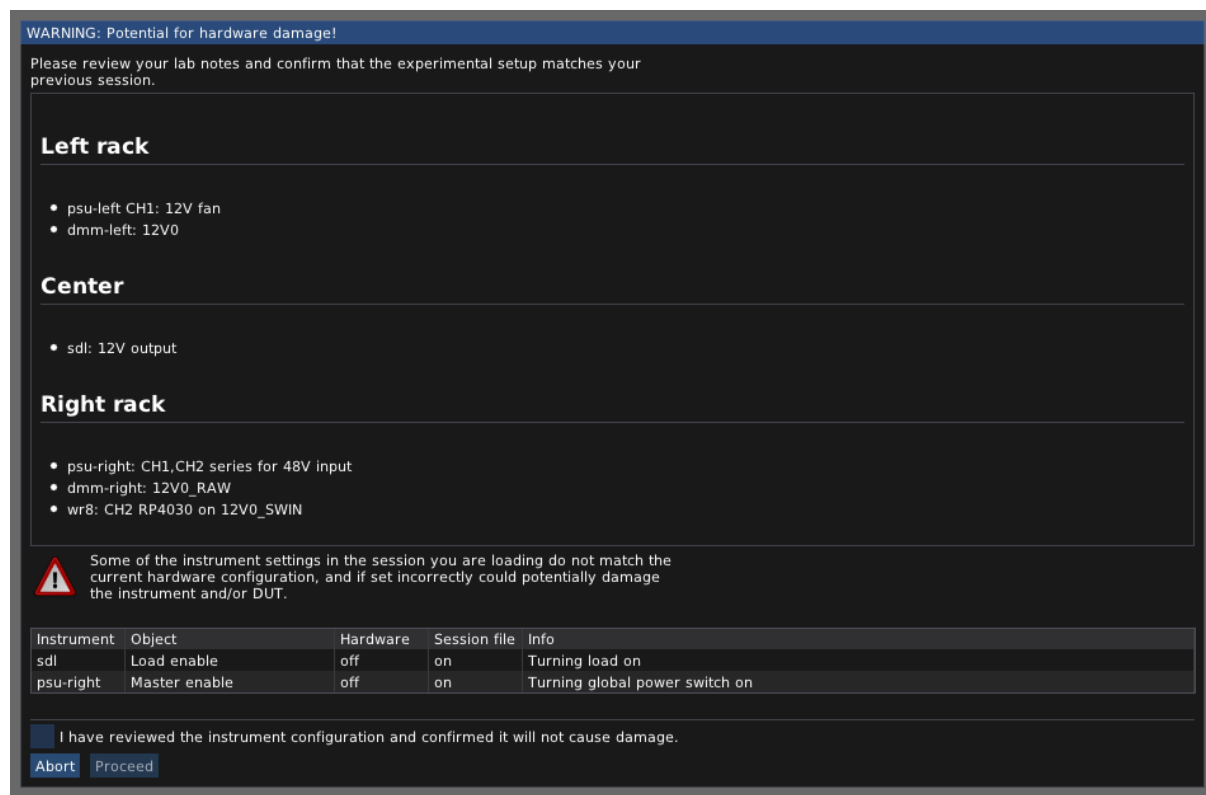 WARNING: Potential for hardware damage!
Please review your lab notes and confirm that the experimental setup matches your
previous session.
Left rack
psu-left CH1: 12V fan
dmm-left: 12V0
Center
sdl: 12V output
Right rack
psu-right: CH1,CH2 series for 48V input
dmm-right: 12V0_RAW
wr8: CH2 RP4030 on 12V0_SWIN
Some of the instrument settings in the session you are loading do not match the
current hardware configuration, and if set incorrectly could potentially damage
the instrument and/or DUT.
Instrument Object Hardware Session file Info
sdl Load enable off on Turning load on
psu-right Master enable off on Turning global power switch on
I have reviewed the instrument configuration and confirmed it will not cause damage.
Abort Proceed